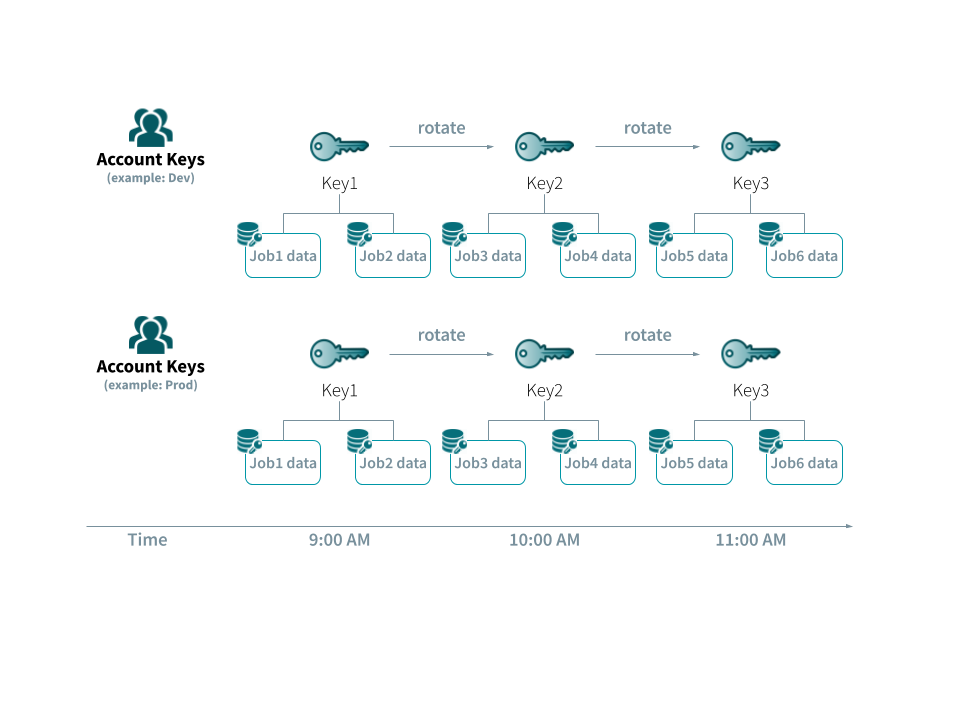 rotate
rotate
Account Keys
(example: Dev)
Key1
Key2
Key3
Job1 data
Job2 data
Job3 data
Job4 data
Job5 data
Job6 data
rotate
rotate
Account Keys
(example: Prod)
Key1
Key2
Key3
Job1 data
Job2 data
Job3 data
Job4 data
Job5 data
Job6 data
Time
9:00 AM
10:00 AM
11:00 AM